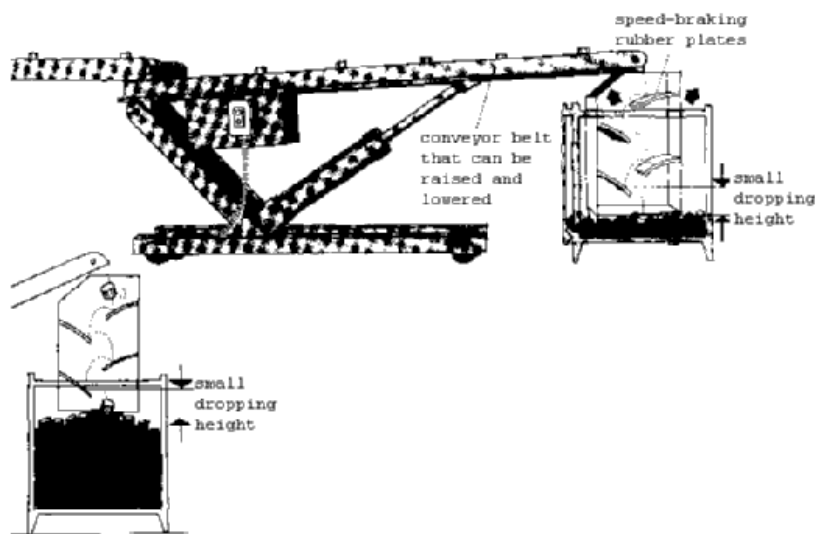 speed-braking
rubber plates
conveyor belt
that can be
raised and
lowered
small
dropping
height
small
dropping
height